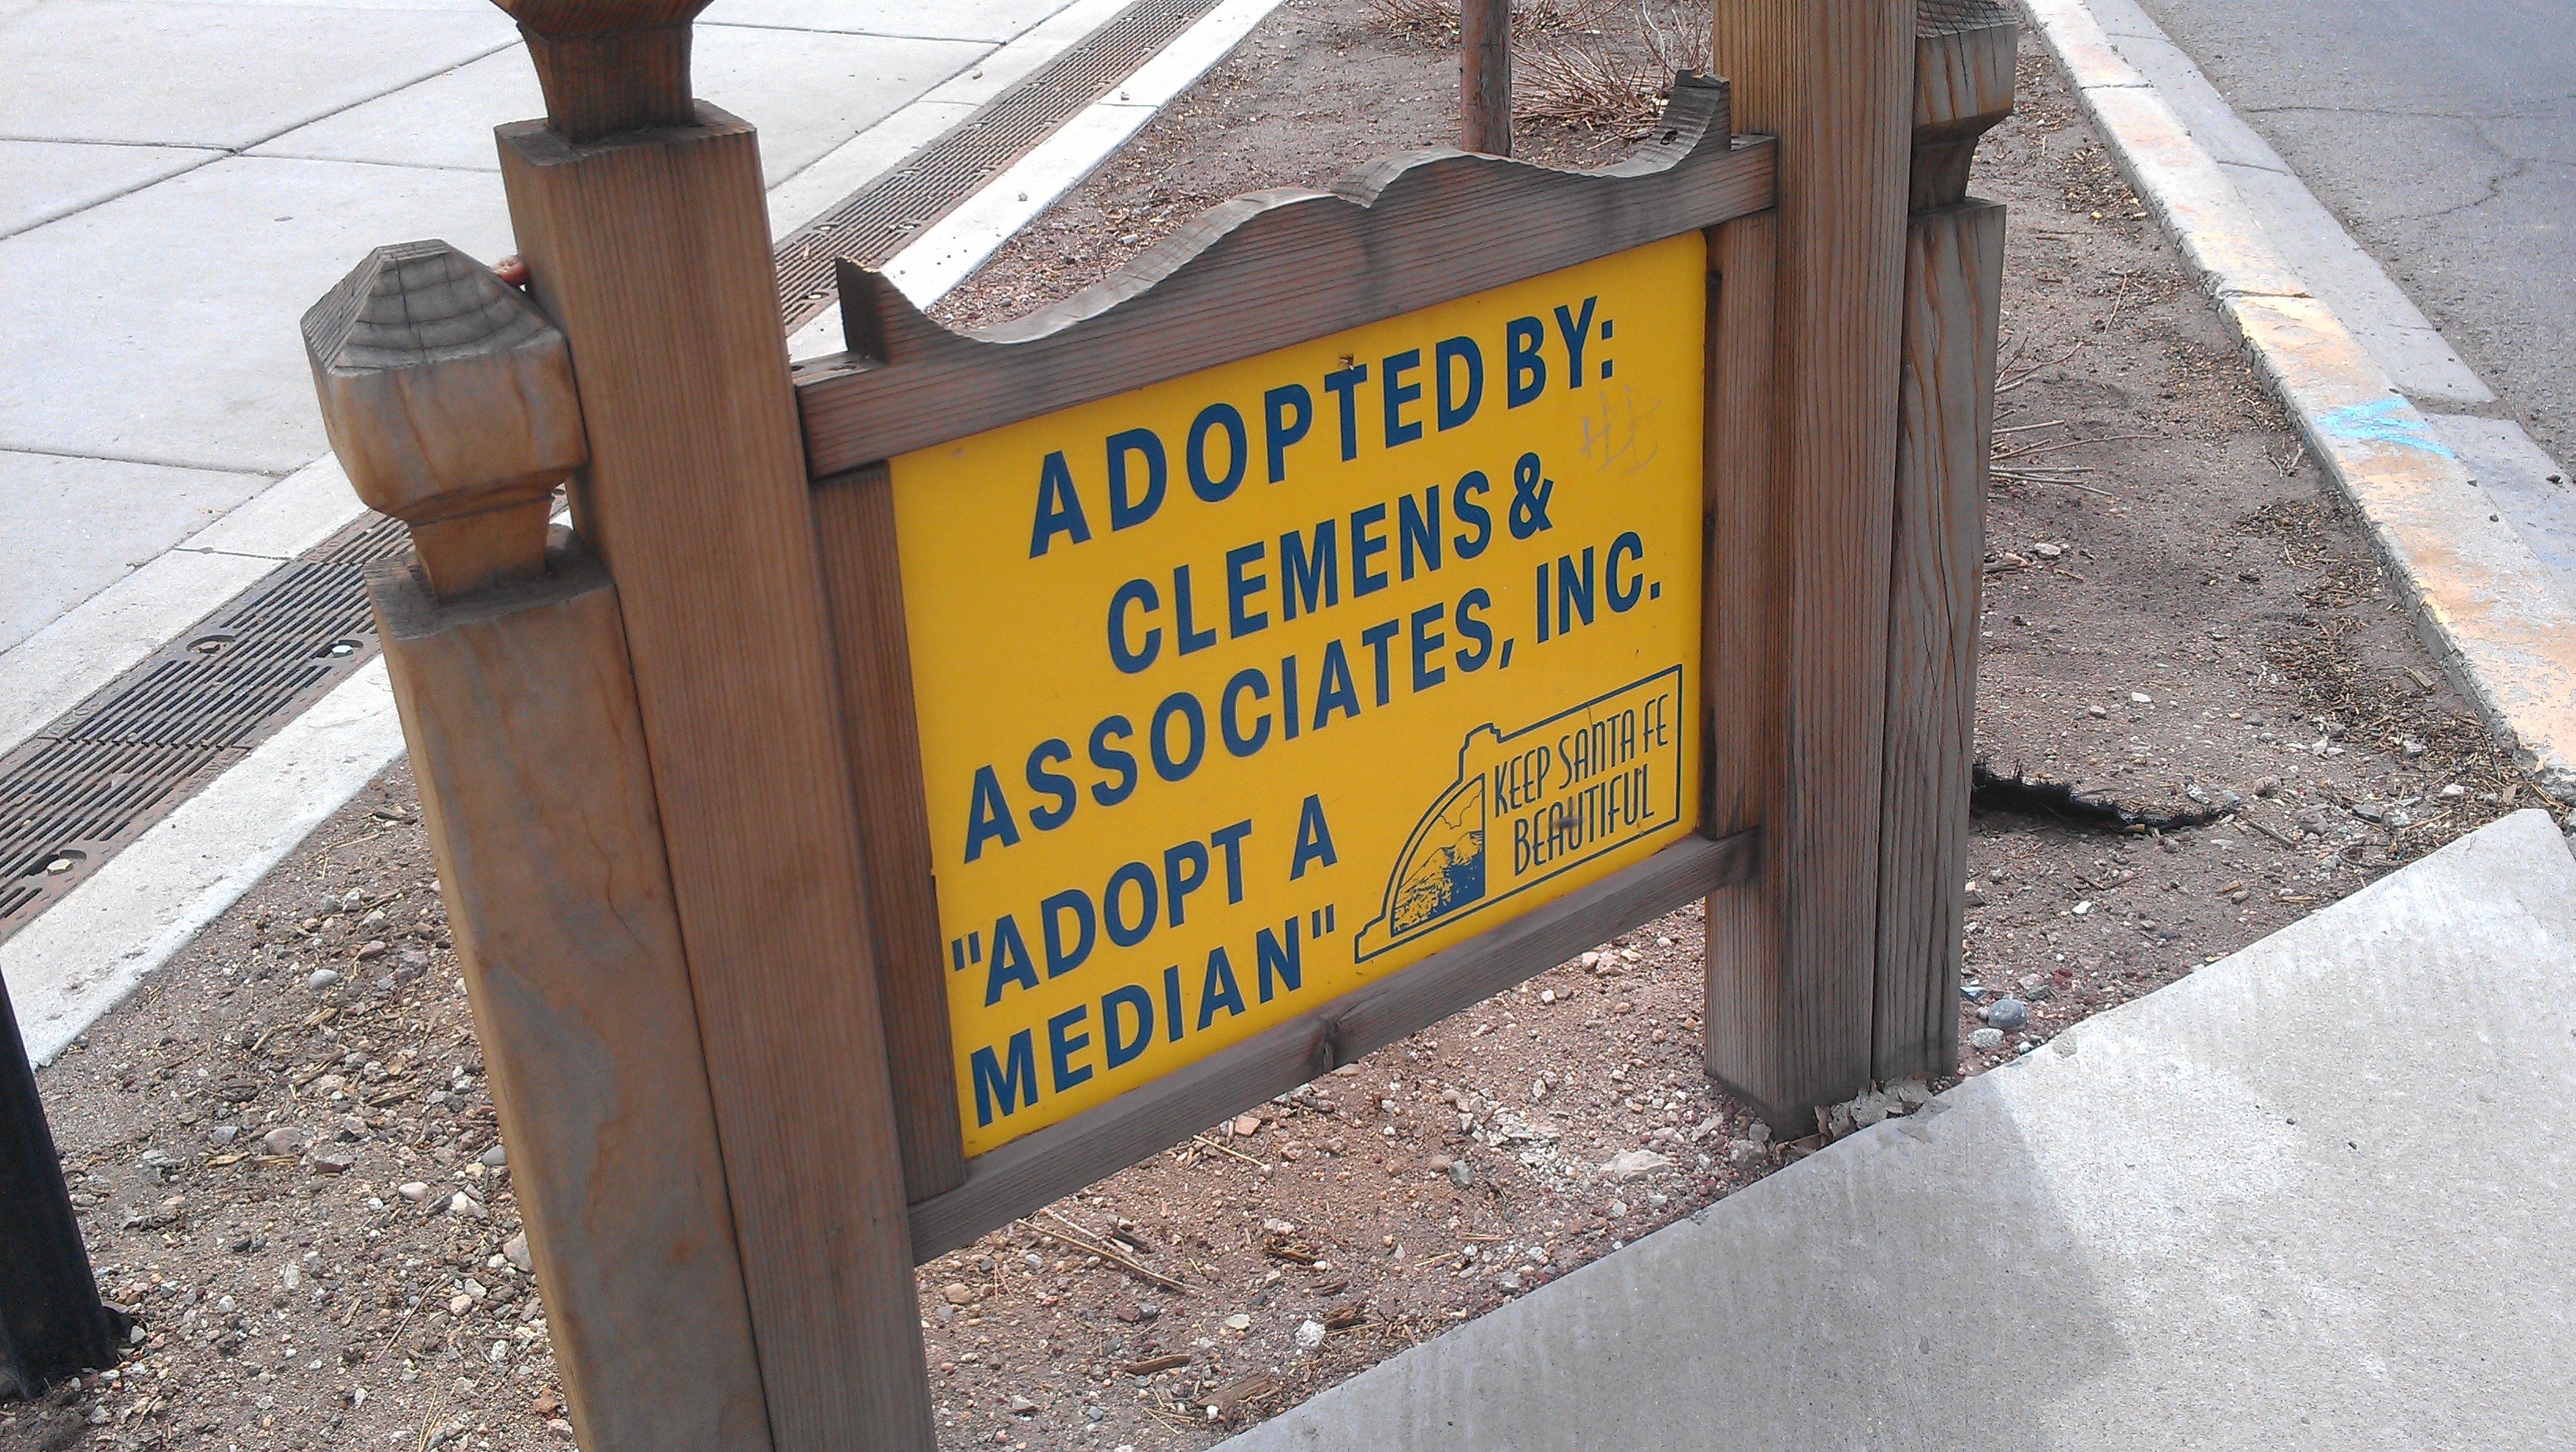 ADOPTED BY:
CLEMENS &
ASSOCIATES, INC.
"ADOPT A
MEDIAN"
KEEP SANTA FE
BEAUTIFUL